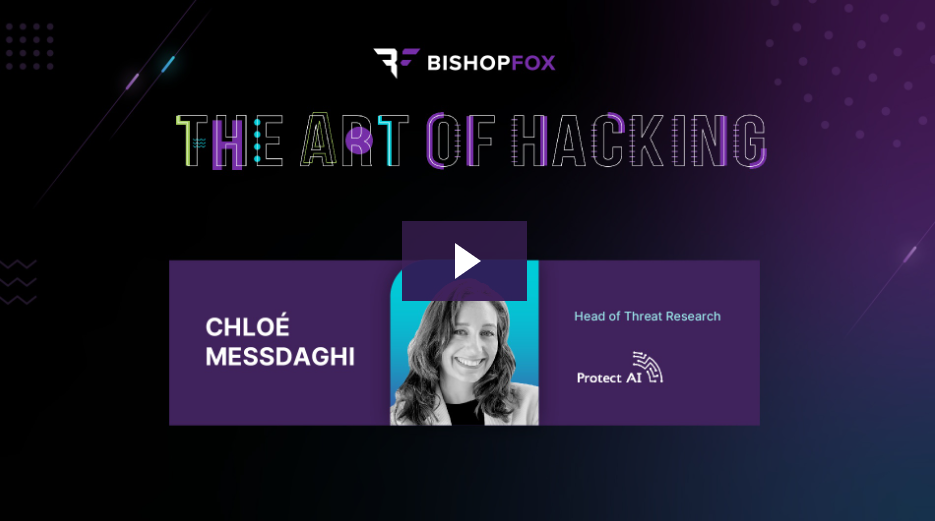 BISHOPFOX
THE ART OF HACKING
CHLOÉ
MESSDAGHI
Head of Threat Research
Protect AI